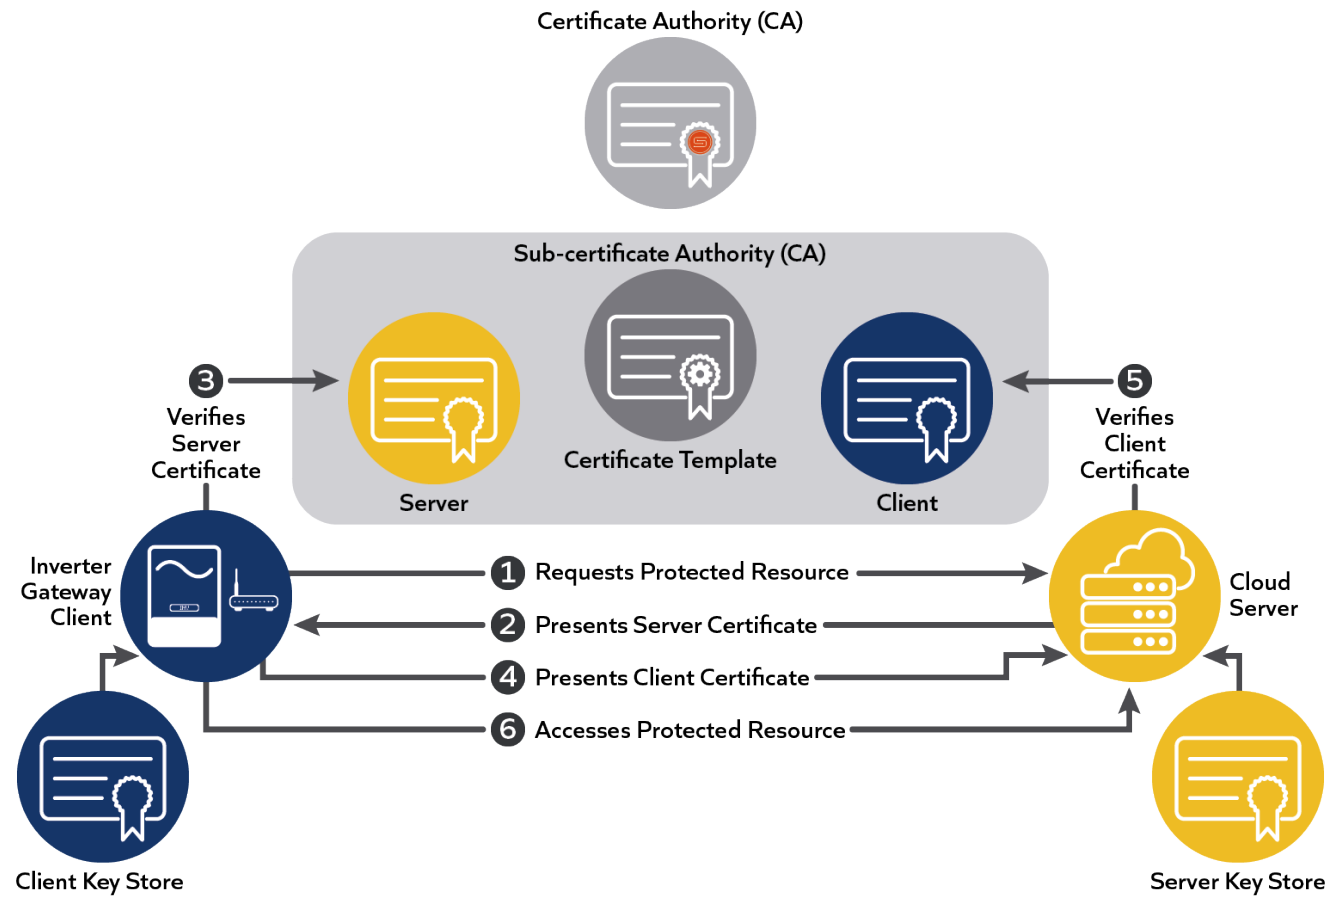 Certificate Authority (CA)
Sub-certificate Authority (CA)
Certificate Template
Server
Client
3
Verifies
Server
Certificate
5
Verifies
Client
Certificate
Inverter
Gateway
Client
Cloud
Server
1 Requests Protected Resource
2 Presents Server Certificate
4 Presents Client Certificate
6 Accesses Protected Resource
Client Key Store
Server Key Store